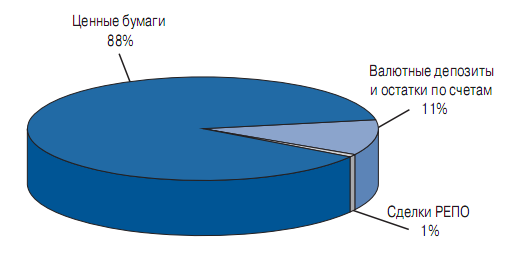 Ценные бумаги
88%
Валютные депозиты
и остатки по счетам
11%
Сделки РЕПО
1%